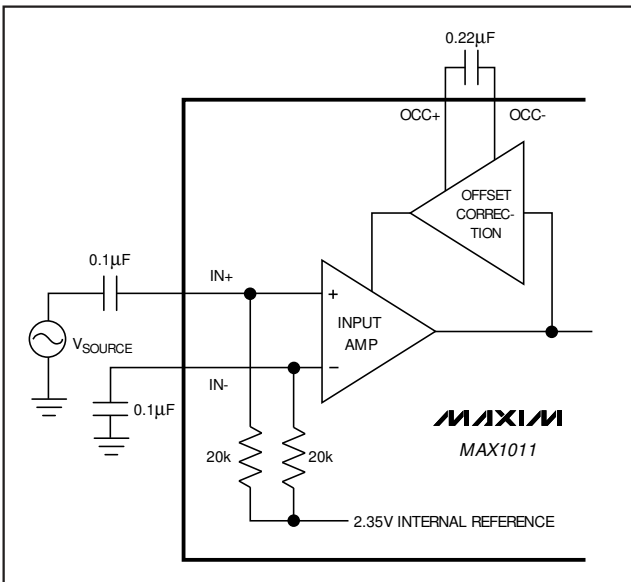 0.22µF
OCC+
OCC-
OFFSET
CORREC-
TION
0.1µF
IN+
+
INPUT
AMP
VSOURCE
IN-
−
0.1µF
MAXIM
MAX1011
20k
20k
2.35V INTERNAL REFERENCE